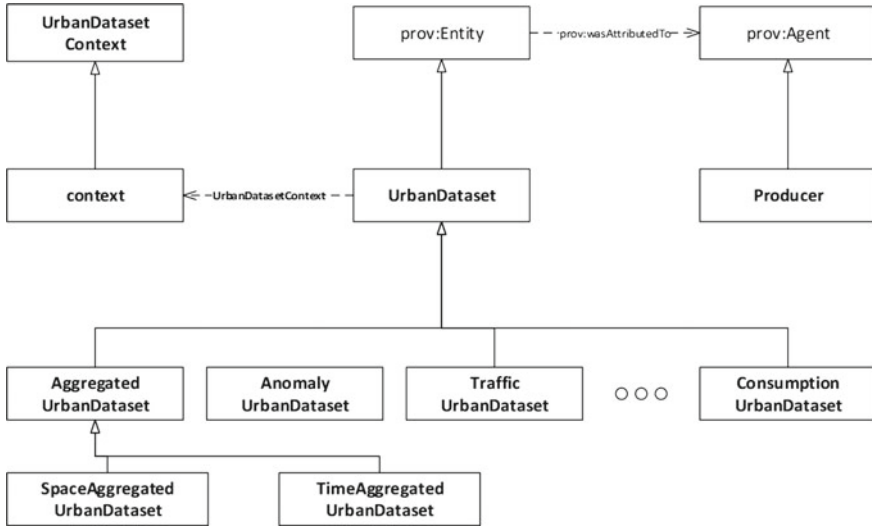 UrbanDataset
Context
prov:Entity
prov:wasAttributedTo
prov:Agent
context
UrbanDatasetContext
UrbanDataset
Producer
Aggregated
UrbanDataset
Anomaly
UrbanDataset
Traffic
UrbanDataset
Consumption
UrbanDataset
SpaceAggregated
UrbanDataset
TimeAggregated
UrbanDataset